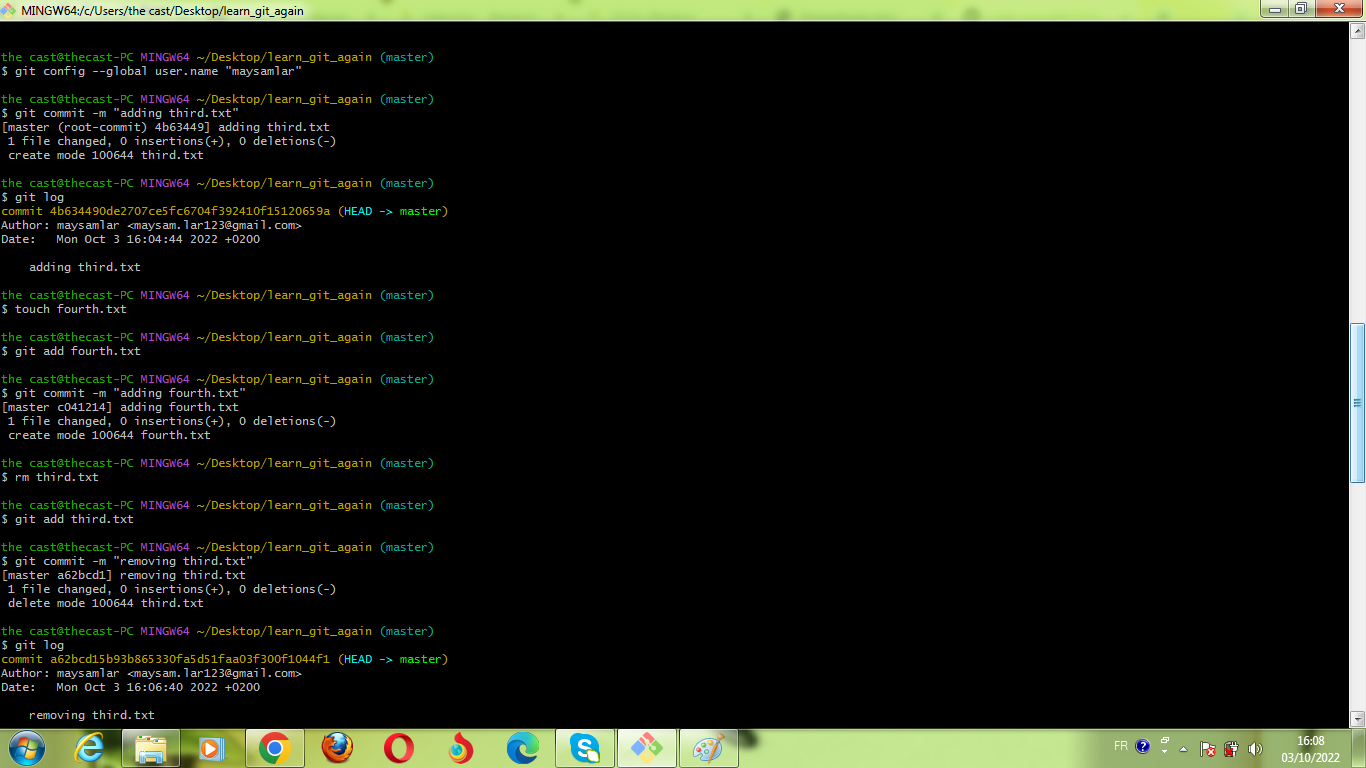 MINGW64:/c/Users/the cast/Desktop/learn_git_again
the cast@thecast-PC MINGW64 ~/Desktop/learn_git_again (master)
$ git config --global user.name "maysamlar"
the cast@thecast-PC MINGW64 ~/Desktop/learn_git_again (master)
$ git commit -m "adding third.txt"
[master (root-commit) 4b63449] adding third.txt
 1 file changed, 0 insertions(+), 0 deletions(-)
 create mode 100644 third.txt
the cast@thecast-PC MINGW64 ~/Desktop/learn_git_again (master)
$ git log
commit 4b634490de2707ce5fc6704f392410f15120659a (HEAD -> master)
Author: maysamlar <maysam.lar123@gmail.com>
Date:   Mon Oct 3 16:04:44 2022 +0200
    adding third.txt
the cast@thecast-PC MINGW64 ~/Desktop/learn_git_again (master)
$ touch fourth.txt
the cast@thecast-PC MINGW64 ~/Desktop/learn_git_again (master)
$ git add fourth.txt
the cast@thecast-PC MINGW64 ~/Desktop/learn_git_again (master)
$ git commit -m "adding fourth.txt"
[master c041214] adding fourth.txt
 1 file changed, 0 insertions(+), 0 deletions(-)
 create mode 100644 fourth.txt
the cast@thecast-PC MINGW64 ~/Desktop/learn_git_again (master)
$ rm third.txt
the cast@thecast-PC MINGW64 ~/Desktop/learn_git_again (master)
$ git add third.txt
the cast@thecast-PC MINGW64 ~/Desktop/learn_git_again (master)
$ git commit -m "removing third.txt"
[master a62bcd1] removing third.txt
 1 file changed, 0 insertions(+), 0 deletions(-)
 delete mode 100644 third.txt
the cast@thecast-PC MINGW64 ~/Desktop/learn_git_again (master)
$ git log
commit a62bcd15b93b865330fa5d51faa03f300f1044f1 (HEAD -> master)
Author: maysamlar <maysam.lar123@gmail.com>
Date:   Mon Oct 3 16:06:40 2022 +0200
    removing third.txt
FR
16:08
03/10/2022